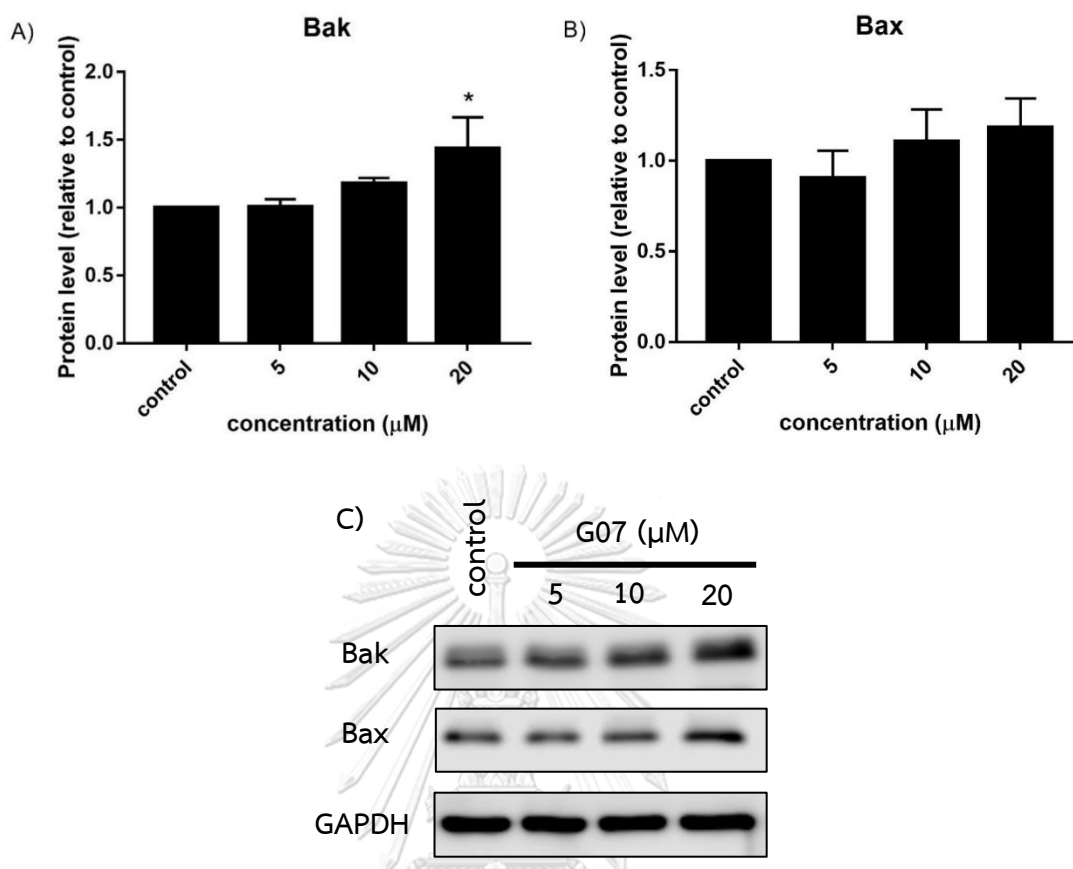 A)
Bak
Protein level (relative to control)
2.0
1.5
1.0
0.5
0.0
*
control
5
10
20
concentration (μM)
B)
Bax
Protein level (relative to control)
1.5
1.0
0.5
0.0
control
5
10
20
concentration (μM)
C)
control
G07 (μM)
5 10 20
Bak
Bax
GAPDH